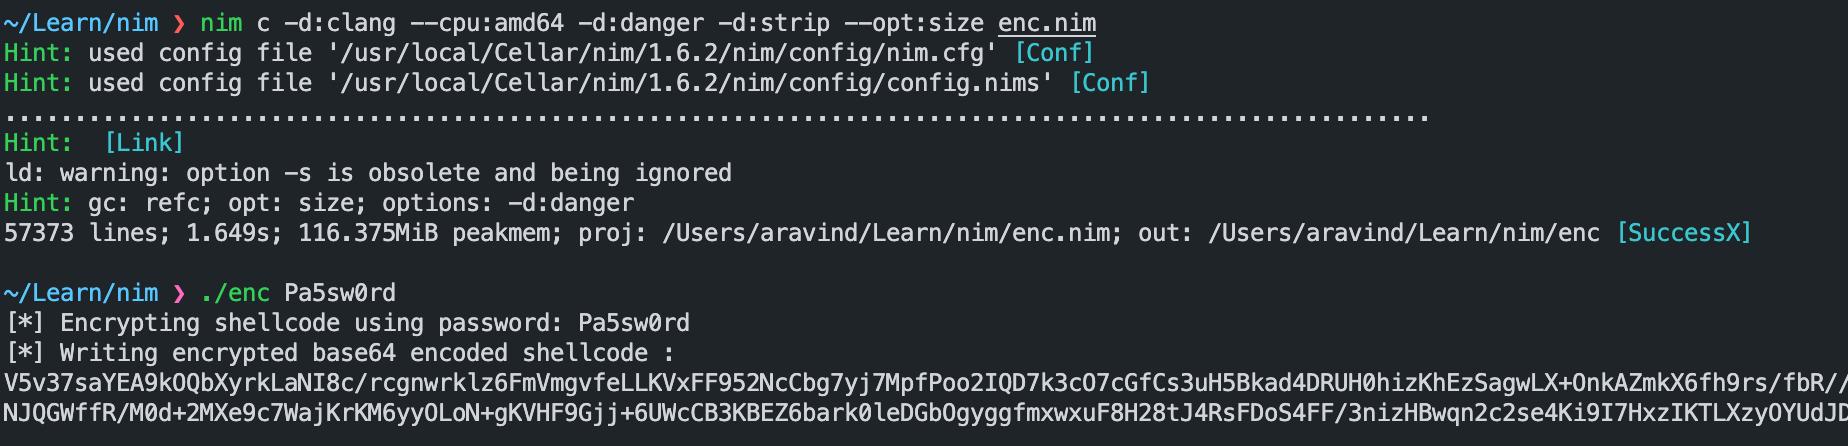 ~/Learn/nim ❯ nim c -d:clang --cpu:amd64 -d:danger -d:strip --opt:size enc.nim
Hint: used config file '/usr/local/Cellar/nim/1.6.2/nim/config/nim.cfg' [Conf]
Hint: used config file '/usr/local/Cellar/nim/1.6.2/nim/config/config.nims' [Conf]
......................................................................................................
Hint:  [Link]
ld: warning: option -s is obsolete and being ignored
Hint: gc: refc; opt: size; options: -d:danger
57373 lines; 1.649s; 116.375MiB peakmem; proj: /Users/aravind/Learn/nim/enc.nim; out: /Users/aravind/Learn/nim/enc [SuccessX]
~/Learn/nim ❯ ./enc Pa5sw0rd
[*] Encrypting shellcode using password: Pa5sw0rd
[*] Writing encrypted base64 encoded shellcode :
V5v37saYEA9kOQbXyrkLaNI8c/rcgnwrklz6FmVmgvfeLLKVxFF952NcCbg7yj7MpfPoo2IQD7k3cO7cGfCs3uH5Bkad4DRUH0hizKhEzSagwLX+OnkAZmkX6fh9rs/fbR//
NJQGWffR/M0d+2MXe9c7WajKrKM6yyOLoN+gKVHF9Gjj+6UWcCB3KBEZ6bark0leDGbOgyggfmxwxuF8H28tJ4RsFDoS4FF/3nizHBwqn2c2se4Ki9I7HxzIKTLXzyOYUdJD